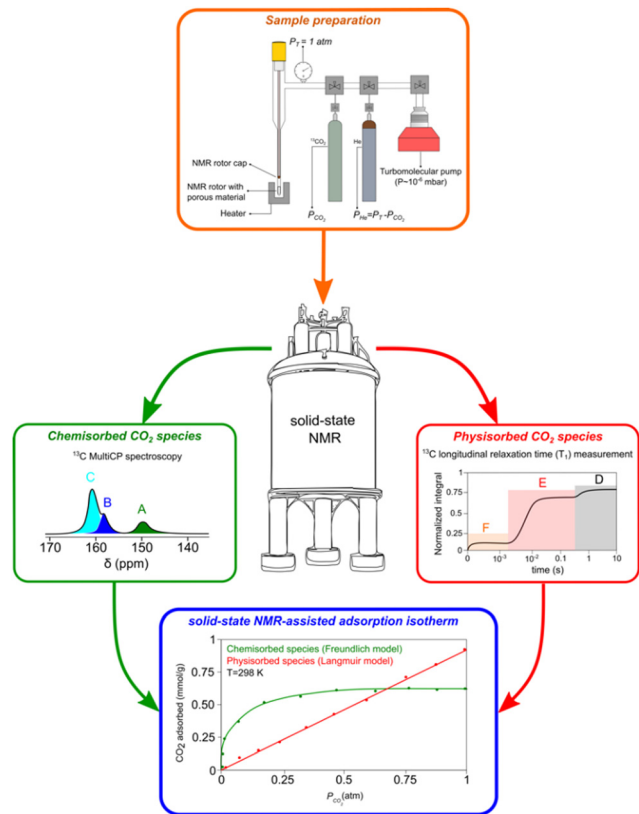 Sample preparation
P_T = 1 atm
NMR rotor cap
NMR rotor with
porous material
Heater
¹³CO₂
He
P_CO₂
P_He=P_T -P_CO₂
Turbomolecular pump
(P~10⁻⁶ mbar)
solid-state
NMR
Chemisorbed CO₂ species
¹³C MultiCP spectroscopy
C
B
A
170 160 150 140
δ (ppm)
Physisorbed CO₂ species
¹³C longitudinal relaxation time (T₁) measurement
Normalized integral
1
0.75
0.5
0.25
0
F
E
D
0 10⁻³ 10⁻² 0.1 1 10
time (s)
solid-state NMR-assisted adsorption isotherm
CO₂ adsorbed (mmol/g)
1.00
0.75
0.5
0.25
0
Chemisorbed species (Freundlich model)
Physisorbed species (Langmuir model)
T=298 K
0 0.25 0.5 0.75 1
P_CO₂(atm)